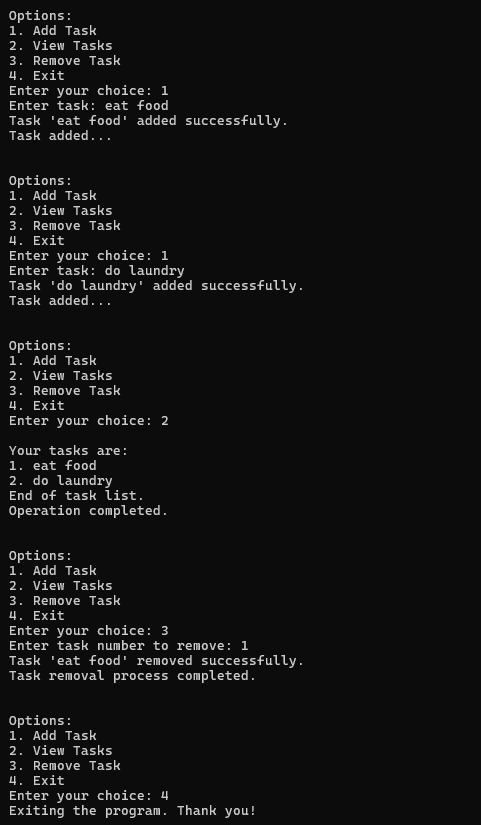 Options:
1. Add Task
2. View Tasks
3. Remove Task
4. Exit
Enter your choice: 1
Enter task: eat food
Task 'eat food' added successfully.
Task added...
Options:
1. Add Task
2. View Tasks
3. Remove Task
4. Exit
Enter your choice: 1
Enter task: do laundry
Task 'do laundry' added successfully.
Task added...
Options:
1. Add Task
2. View Tasks
3. Remove Task
4. Exit
Enter your choice: 2
Your tasks are:
1. eat food
2. do laundry
End of task list.
Operation completed.
Options:
1. Add Task
2. View Tasks
3. Remove Task
4. Exit
Enter your choice: 3
Enter task number to remove: 1
Task 'eat food' removed successfully.
Task removal process completed.
Options:
1. Add Task
2. View Tasks
3. Remove Task
4. Exit
Enter your choice: 4
Exiting the program. Thank you!